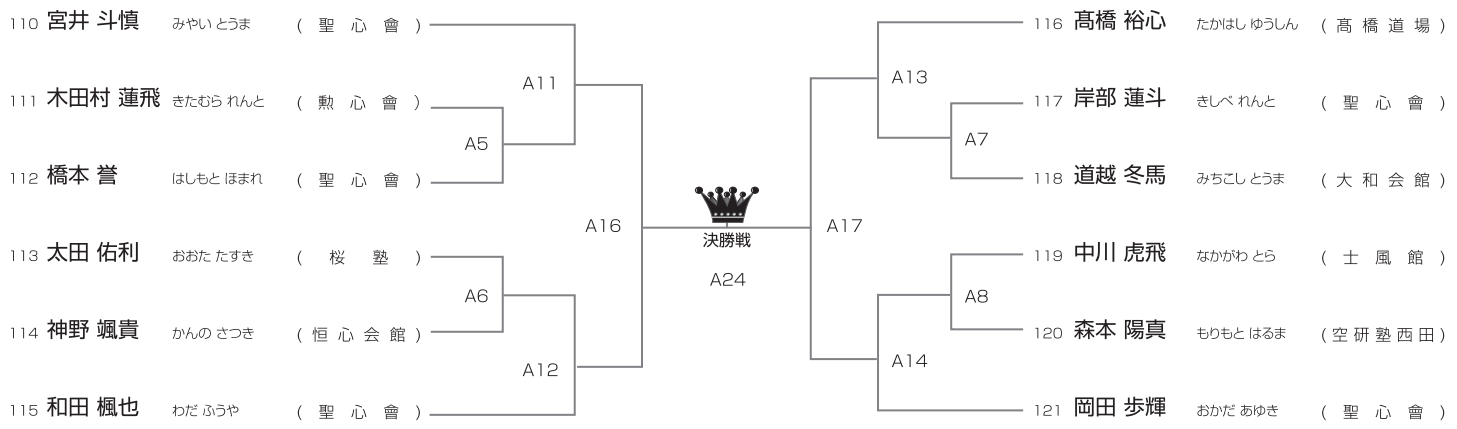 110 宮井 斗慎 みやい とうま (聖心會)
111 木田村 蓮飛 きたむら れんと (勲心會)
112 橋本 誉 はしもと ほまれ (聖心會)
113 太田 佑利 おおた たすき (桜塾)
114 神野 颯貴 かんの さつき (恒心会館)
115 和田 楓也 わだ ふうや (聖心會)
A11
A5
A16
A6
A12
決勝戦
A24
A13
A7
A17
A8
A14
116 髙橋 裕心 たかはし ゆうしん (髙橋道場)
117 岸部 蓮斗 きしべ れんと (聖心會)
118 道越 冬馬 みちこし とうま (大和会館)
119 中川 虎飛 なかがわ とら (士風館)
120 森本 陽真 もりもと はるま (空研塾西田)
121 岡田 歩輝 おかだ あゆき (聖心會)